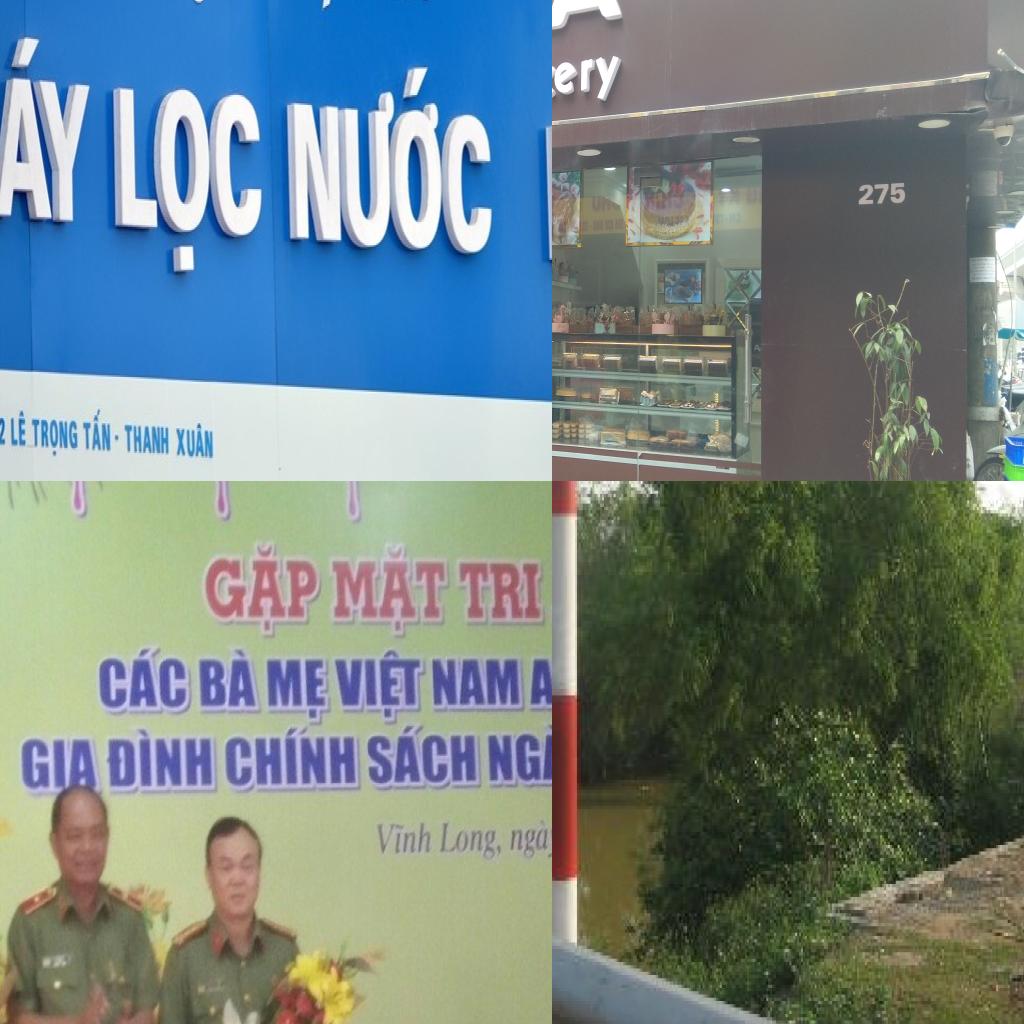 ÁY LỌC NƯỚC
2 LÊ TRỌNG TẤN - THANH XUÂN
A
ery
275
GẶP MẶT TRI
CÁC BÀ MẸ VIỆT NAM A
GIA ĐÌNH CHÍNH SÁCH NGÀ
Vĩnh Long, ngày